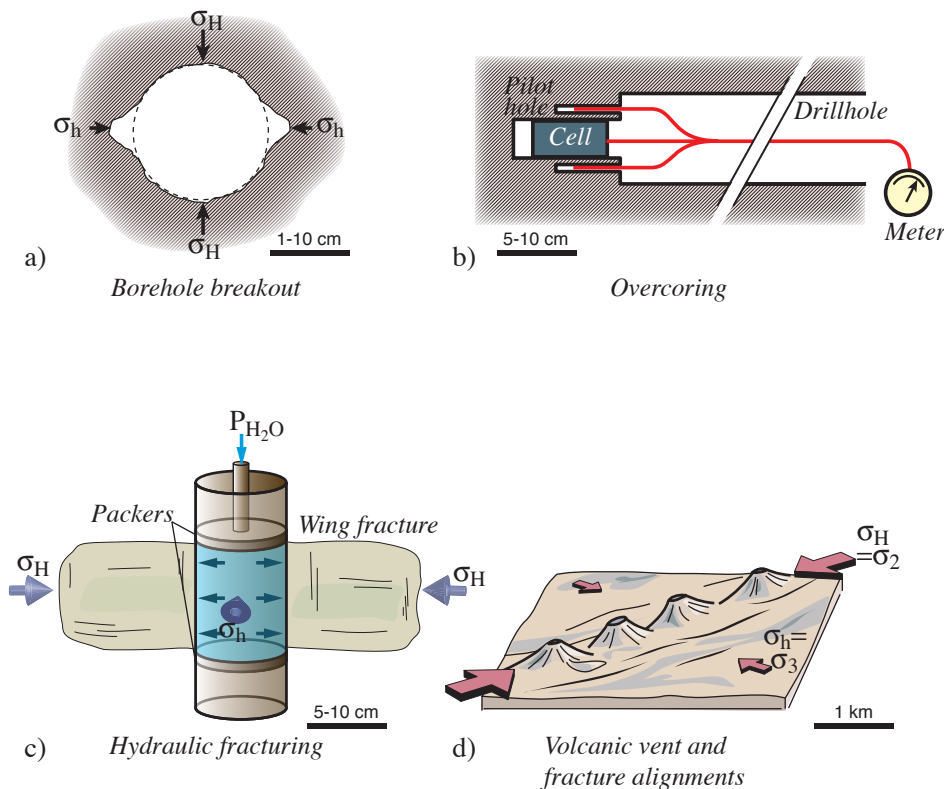 σH
σh
σh
σH
1-10 cm
a)
Borehole breakout
Pilot
hole
Cell
Drillhole
Meter
5-10 cm
b)
Overcoring
PH₂O
Packers
Wing fracture
σH
σH
σh
5-10 cm
c)
Hydraulic fracturing
σH
=σ2
σh=
σ3
1 km
d)
Volcanic vent and
fracture alignments